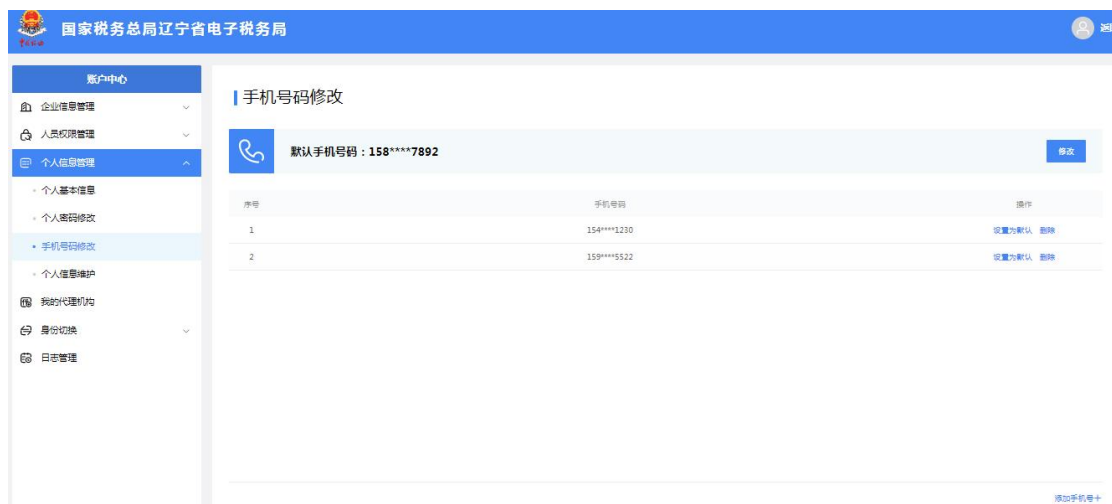 国家税务总局辽宁省电子税务局
账户中心
企业信息管理
人员权限管理
个人信息管理
个人基本信息
个人密码修改
手机号码修改
个人信息维护
我的代理机构
身份切换
日志管理
手机号码修改
默认手机号码：158****7892
修改
序号 手机号码 操作
1 154****1230 设置为默认 删除
2 159****5522 设置为默认 删除
添加手机号+